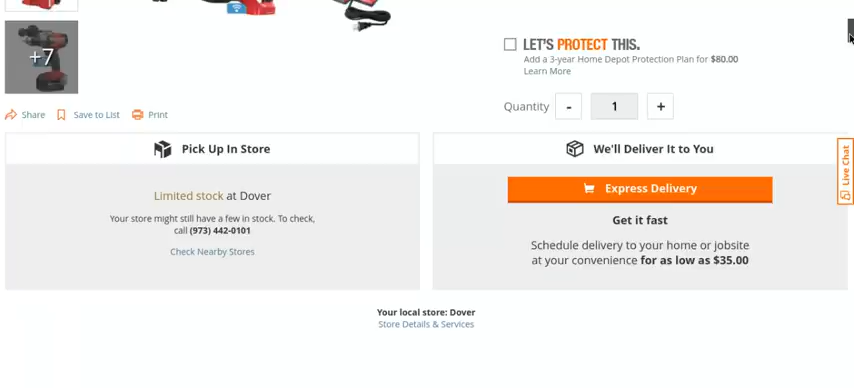 +7
LET'S PROTECT THIS.
Add a 3-year Home Depot Protection Plan for $80.00
Learn More
Quantity - 1 +
Share Save to List Print
Pick Up In Store
Limited stock at Dover
Your store might still have a few in stock. To check,
call (973) 442-0101
Check Nearby Stores
We'll Deliver It to You
Express Delivery
Get it fast
Schedule delivery to your home or jobsite
at your convenience for as low as $35.00
Live Chat
Your local store: Dover
Store Details & Services